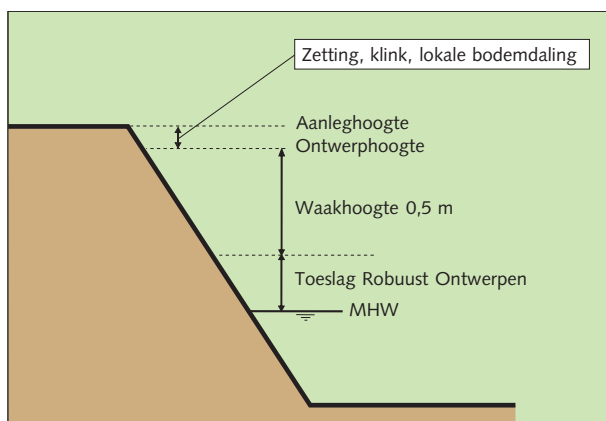 Zetting, klink, lokale bodemdaling
Aanleghoogte
Ontwerphoogte
Waakhoogte 0,5 m
Toeslag Robuust Ontwerpen
MHW